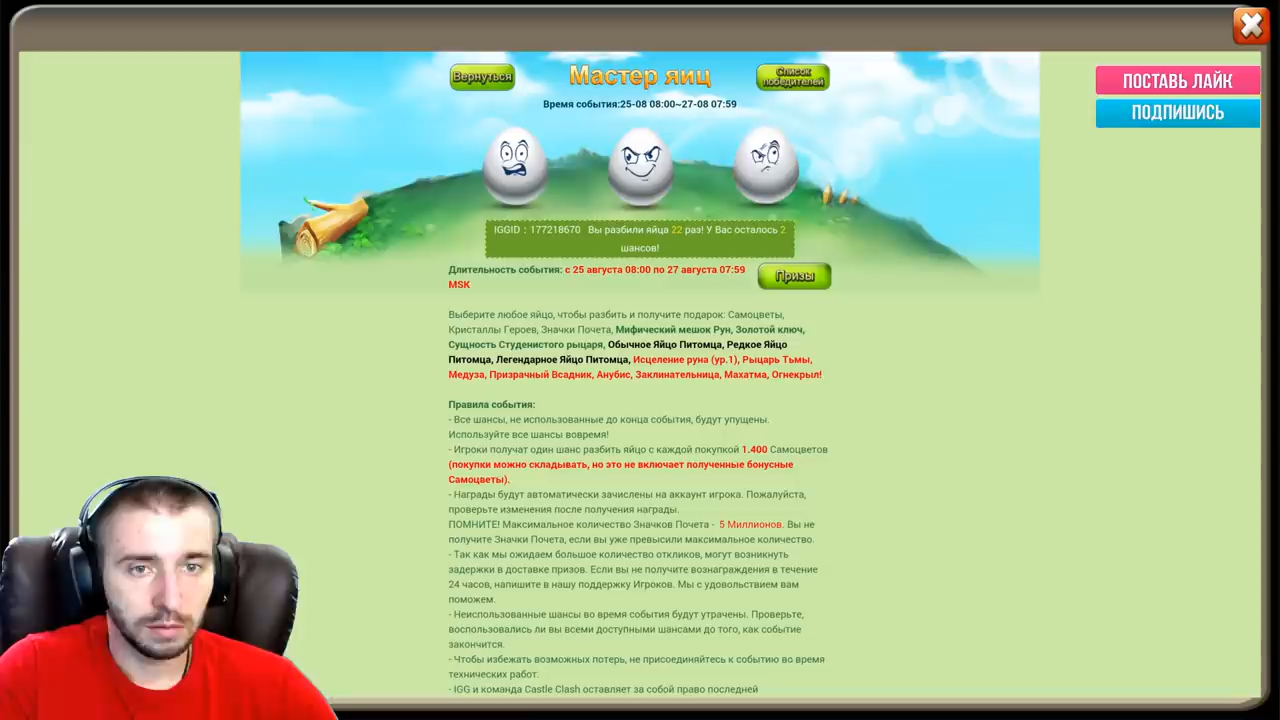 Вернуться
Мастер яиц
Список
победителей
Время события:25-08 08:00~27-08 07:59
ПОСТАВЬ ЛАЙК
ПОДПИШИСЬ
IGGID : 177218670 Вы разбили яйца 22 раз! У Вас осталось 2
шансов!
Длительность события: с 25 августа 08:00 по 27 августа 07:59
MSK
Призы
Выберите любое яйцо, чтобы разбить и получите подарок: Самоцветы,
Кристаллы Героев, Значки Почета, Мифический мешок Рун, Золотой ключ,
Сущность Студенистого рыцаря, Обычное Яйцо Питомца, Редкое Яйцо
Питомца, Легендарное Яйцо Питомца, Исцеление руна (ур.1), Рыцарь Тьмы,
Медуза, Призрачный Всадник, Анубис, Заклинательница, Махатма, Огнекрыл!
Правила события:
- Все шансы, не использованные до конца события, будут упущены.
Используйте все шансы вовремя!
- Игроки получат один шанс разбить яйцо с каждой покупкой 1.400 Самоцветов
(покупки можно складывать, но это не включает полученные бонусные
Самоцветы).
- Награды будут автоматически зачислены на аккаунт игрока. Пожалуйста,
проверьте изменения после получения награды.
ПОМНИТЕ! Максимальное количество Значков Почета - 5 Миллионов. Вы не
получите Значки Почета, если вы уже превысили максимальное количество.
- Так как мы ожидаем большое количество откликов, могут возникнуть
задержки в доставке призов. Если вы не получите вознаграждения в течение
24 часов, напишите в нашу поддержку Игроков. Мы с удовольствием вам
поможем.
- Неиспользованные шансы во время события будут утрачены. Проверьте,
воспользовались ли вы всеми доступными шансами до того, как событие
закончится.
- Чтобы избежать возможных потерь, не присоединяйтесь к событию во время
технических работ.
- IGG и команда Castle Clash оставляет за собой право последней